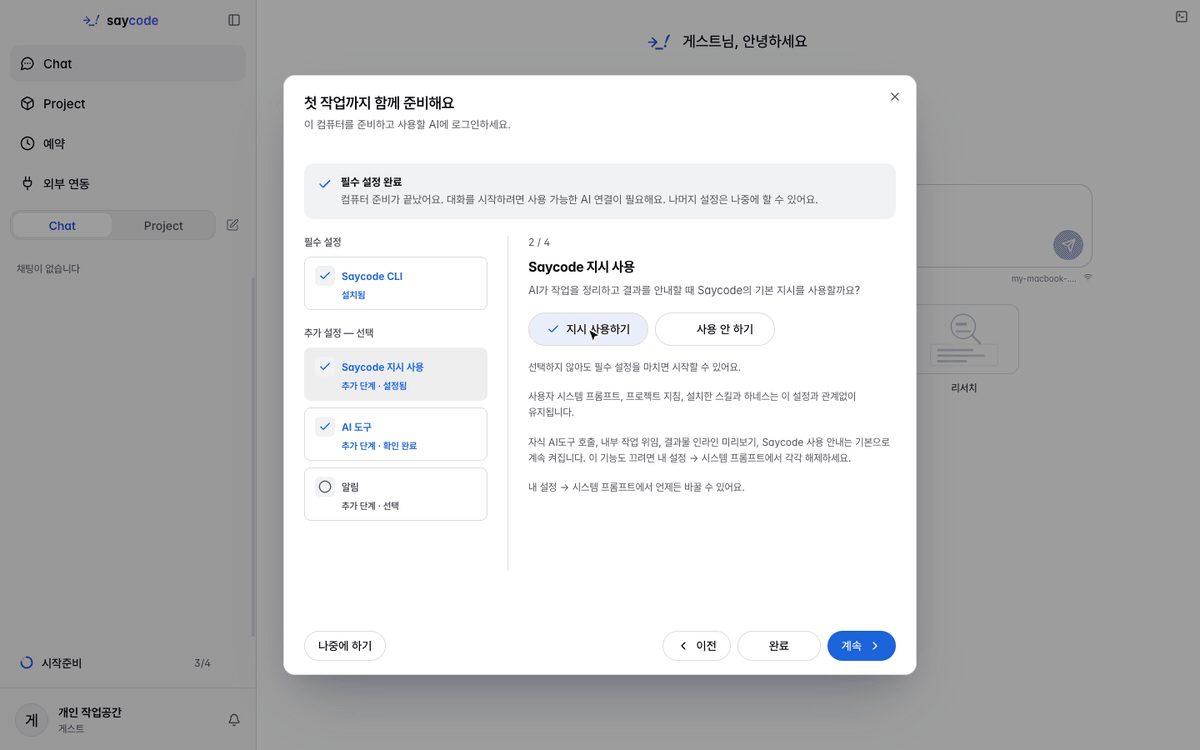 saycode
Chat
Project
예약
외부 연동
Chat
Project
채팅이 없습니다
시작준비
3/4
게
개인 작업공간
게스트
게스트님, 안녕하세요
my-macbook-....
리서치
첫 작업까지 함께 준비해요
이 컴퓨터를 준비하고 사용할 AI에 로그인하세요.
필수 설정 완료
컴퓨터 준비가 끝났어요. 대화를 시작하려면 사용 가능한 AI 연결이 필요해요. 나머지 설정은 나중에 할 수 있어요.
필수 설정
Saycode CLI
설치됨
추가 설정 — 선택
Saycode 지시 사용
추가 단계 · 설정됨
AI 도구
추가 단계 · 확인 완료
알림
추가 단계 · 선택
2 / 4
Saycode 지시 사용
AI가 작업을 정리하고 결과를 안내할 때 Saycode의 기본 지시를 사용할까요?
지시 사용하기
사용 안 하기
선택하지 않아도 필수 설정을 마치면 시작할 수 있어요.
사용자 시스템 프롬프트, 프로젝트 지침, 설치한 스킬과 하네스는 이 설정과 관계없이
유지됩니다.
자식 AI도구 호출, 내부 작업 위임, 결과물 인라인 미리보기, Saycode 사용 안내는 기본으로
계속 켜집니다. 이 기능도 끄려면 내 설정 → 시스템 프롬프트에서 각각 해제하세요.
내 설정 → 시스템 프롬프트에서 언제든 바꿀 수 있어요.
나중에 하기
이전
완료
계속